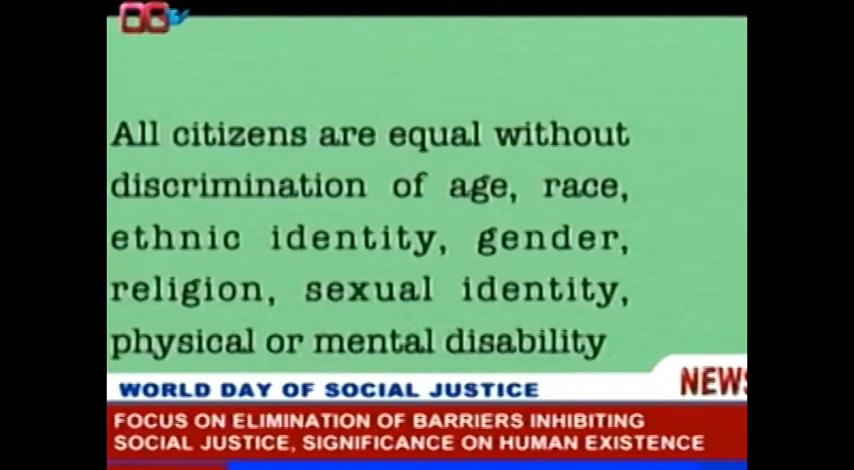 All citizens are equal without
discrimination of age, race,
ethnic identity, gender,
religion, sexual identity,
physical or mental disability
NEWS
WORLD DAY OF SOCIAL JUSTICE
FOCUS ON ELIMINATION OF BARRIERS INHIBITING
SOCIAL JUSTICE, SIGNIFICANCE ON HUMAN EXISTENCE